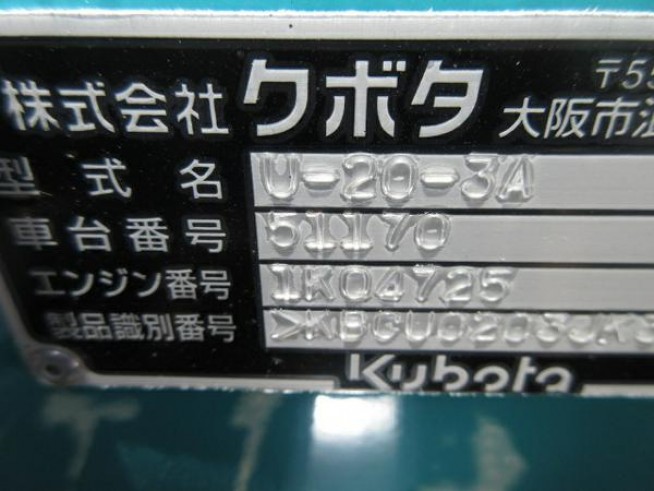 株式会社 クボタ 〒55
大阪市
型式名 U-20-3A
車台番号 51170
エンジン番号 1K04725
製品識別番号
Kubota